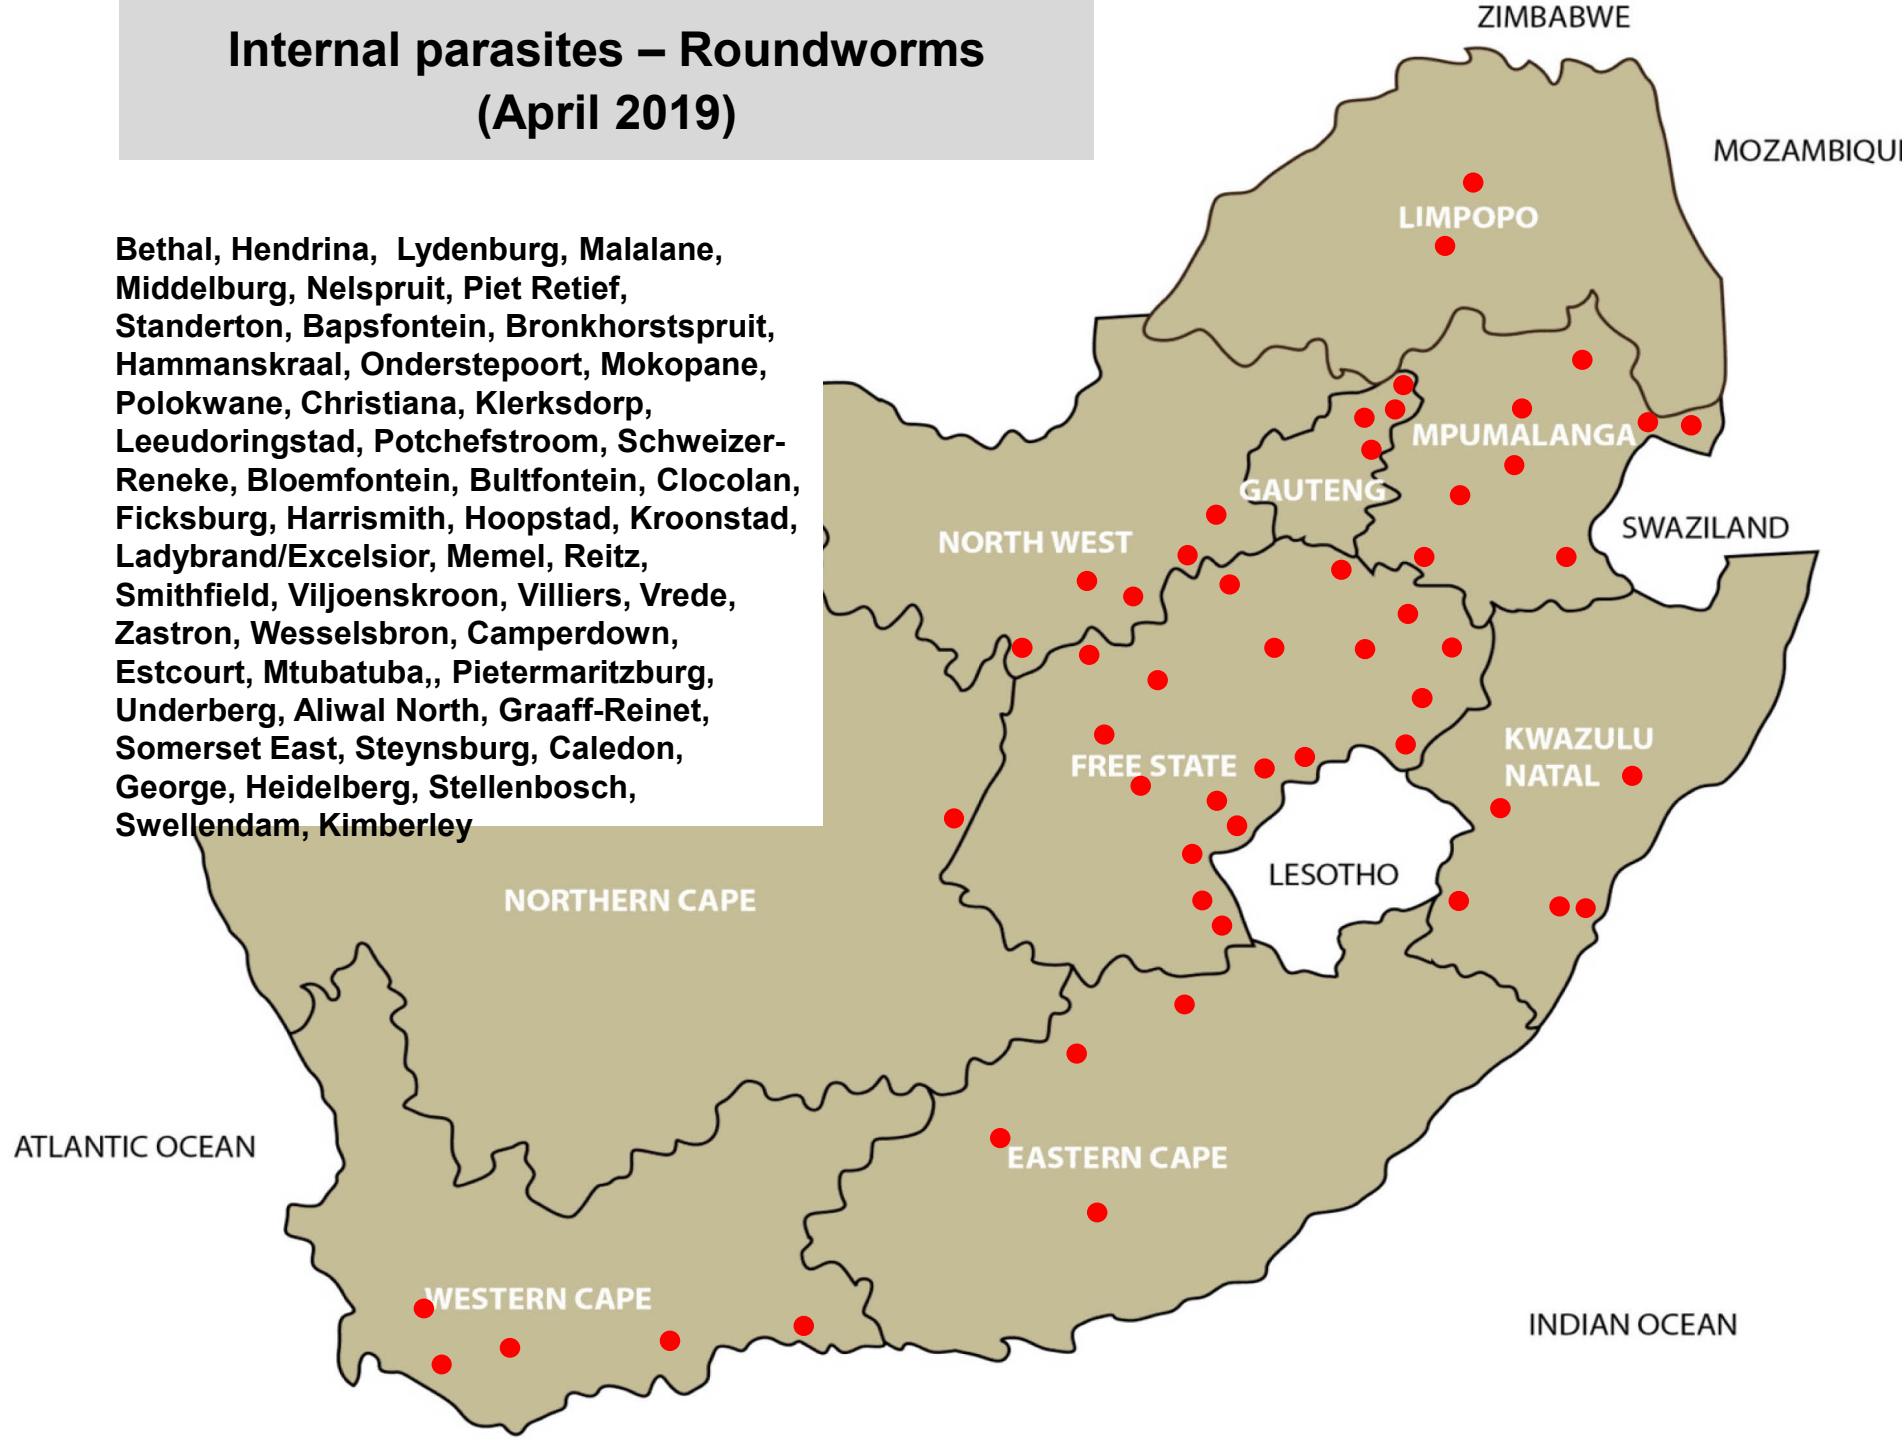 Internal parasites – Roundworms
(April 2019)
Bethal, Hendrina,  Lydenburg, Malalane,
Middelburg, Nelspruit, Piet Retief,
Standerton, Bapsfontein, Bronkhorstspruit,
Hammanskraal, Onderstepoort, Mokopane,
Polokwane, Christiana, Klerksdorp,
Leeudoringstad, Potchefstroom, Schweizer-
Reneke, Bloemfontein, Bultfontein, Clocolan,
Ficksburg, Harrismith, Hoopstad, Kroonstad,
Ladybrand/Excelsior, Memel, Reitz,
Smithfield, Viljoenskroon, Villiers, Vrede,
Zastron, Wesselsbron, Camperdown,
Estcourt, Mtubatuba,, Pietermaritzburg,
Underberg, Aliwal North, Graaff-Reinet,
Somerset East, Steynsburg, Caledon,
George, Heidelberg, Stellenbosch,
Swellendam, Kimberley
ZIMBABWE
MOZAMBIQU
LIMPOPO
MPUMALANGA
GAUTENG
SWAZILAND
NORTH WEST
KWAZULU
NATAL
FREE STATE
LESOTHO
NORTHERN CAPE
ATLANTIC OCEAN
EASTERN CAPE
WESTERN CAPE
INDIAN OCEAN